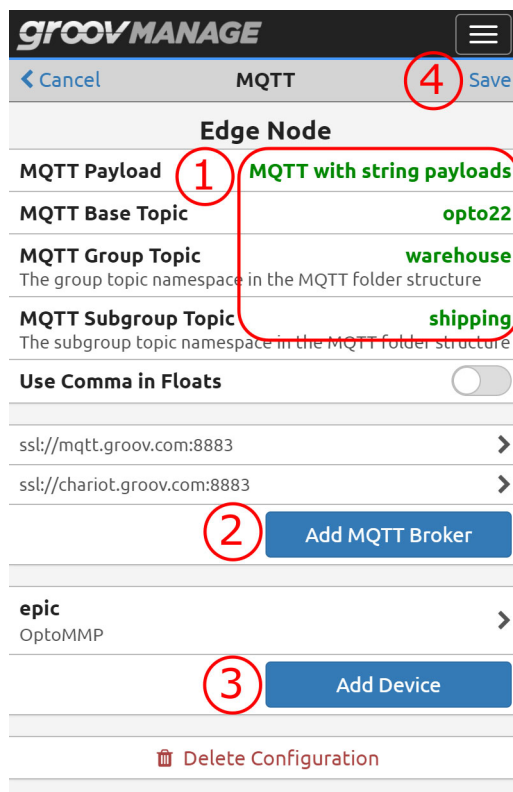 groov MANAGE
Cancel MQTT 4 Save
Edge Node
MQTT Payload 1 MQTT with string payloads
MQTT Base Topic opto22
MQTT Group Topic warehouse
The group topic namespace in the MQTT folder structure
MQTT Subgroup Topic shipping
The subgroup topic namespace in the MQTT folder structure
Use Comma in Floats
ssl://mqtt.groov.com:8883
ssl://chariot.groov.com:8883
2 Add MQTT Broker
epic
OptoMMP
3 Add Device
Delete Configuration